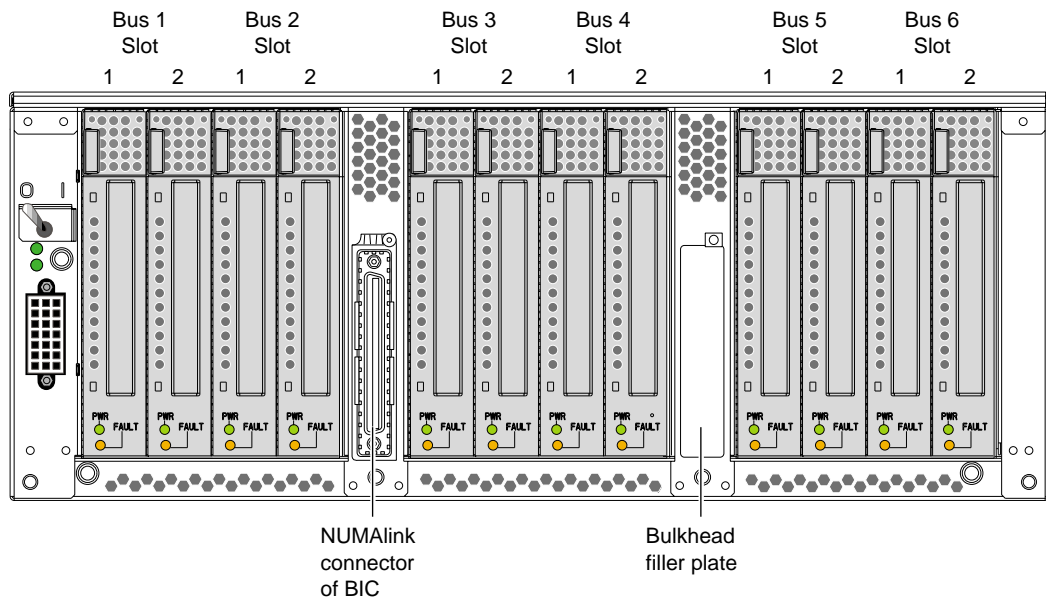 Bus 1 Bus 2 Bus 3 Bus 4 Bus 5 Bus 6
Slot Slot Slot Slot Slot Slot
1 2 1 2 1 2 1 2 1 2 1 2
O I
PWR PWR PWR PWR PWR PWR PWR PWR PWR PWR PWR PWR
FAULT FAULT FAULT FAULT FAULT FAULT FAULT FAULT FAULT FAULT FAULT FAULT
NUMAlink
connector
of BIC
Bulkhead
filler plate